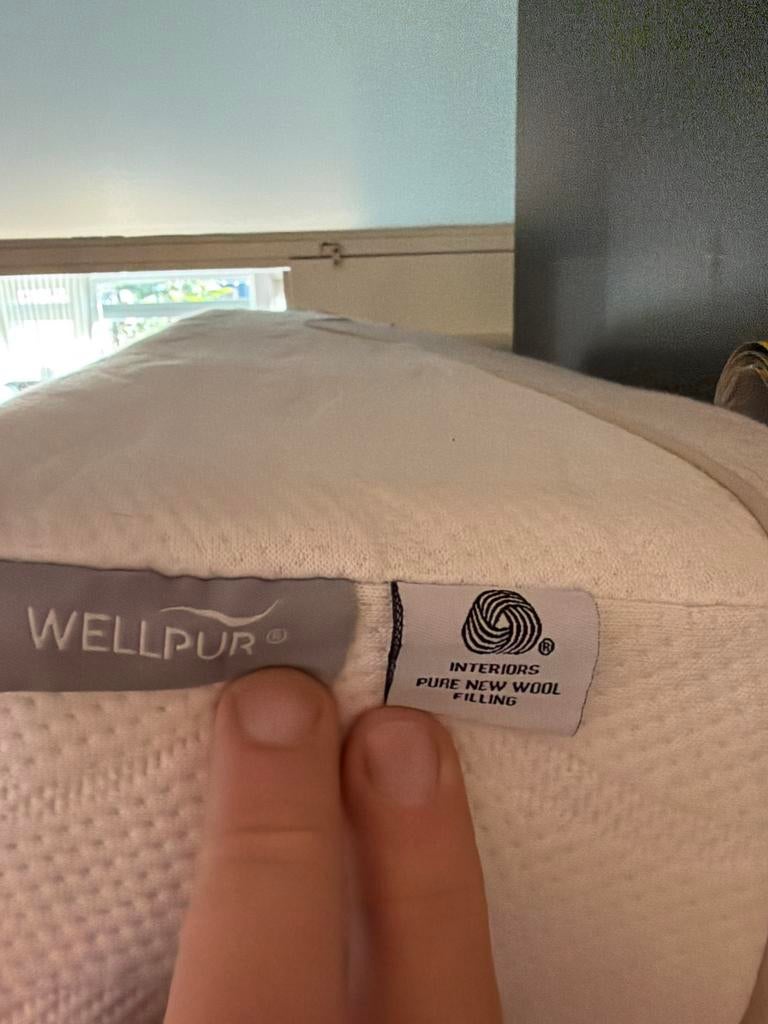 WELLPUR®
®
INTERIORS
PURE NEW WOOL
FILLING